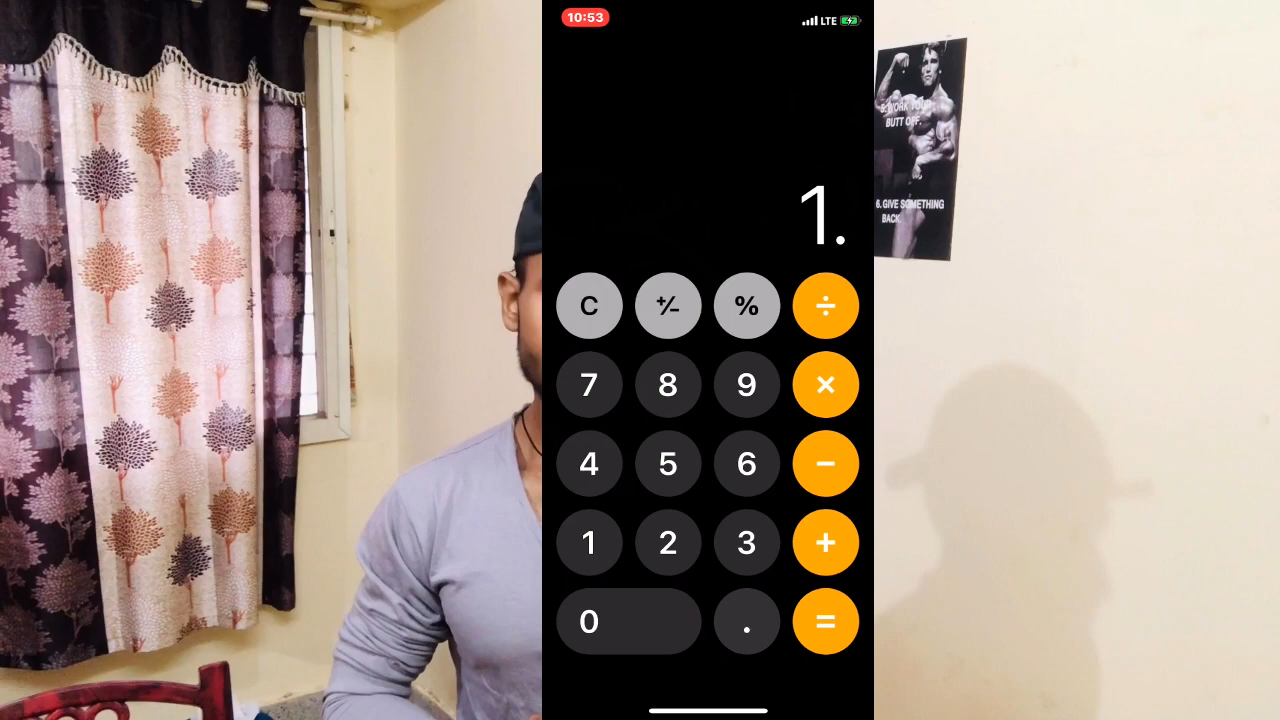 10:53
LTE
1.
C +/- % ÷
7 8 9 ×
4 5 6 −
1 2 3 +
0 . =
5. WORK YOUR
BUTT OFF.
6. GIVE SOMETHING
BACK.